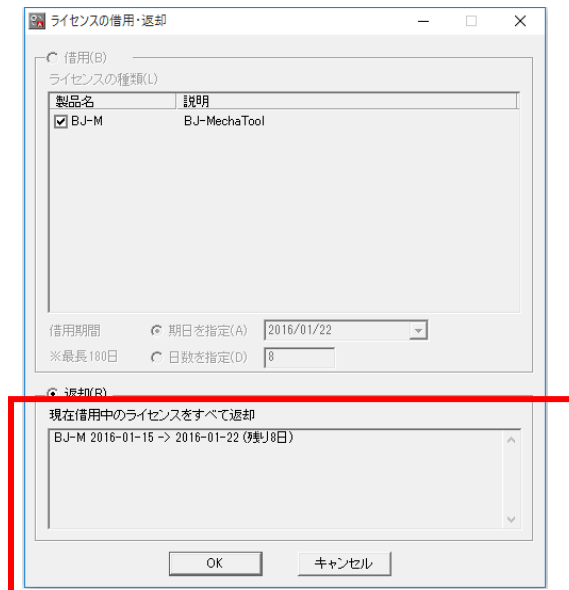 ライセンスの借用・返却
借用(B)
ライセンスの種類(L)
製品名 説明
BJ-M BJ-MechaTool
借用期間 期日を指定(A) 2016/01/22
※最長180日 日数を指定(D) 8
返却(R)
現在借用中のライセンスをすべて返却
BJ-M 2016-01-15 -> 2016-01-22 (残り8日)
OK キャンセル